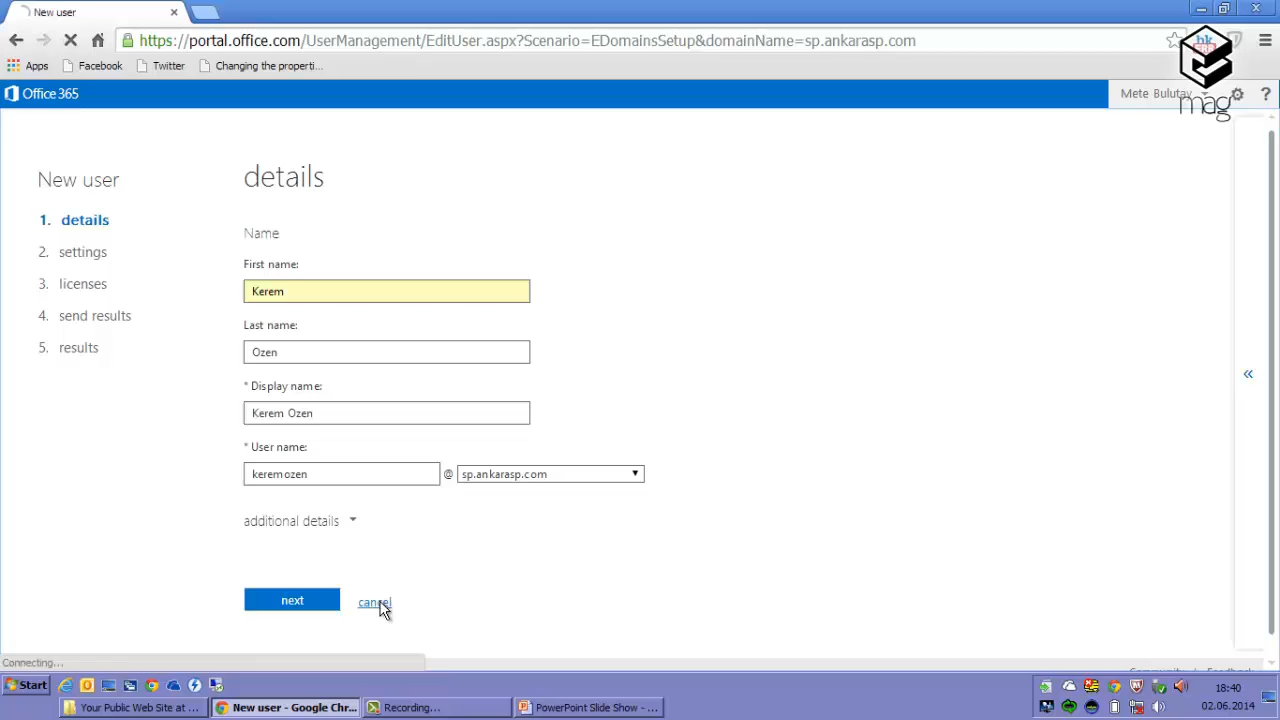 New user
https://portal.office.com/UserManagement/EditUser.aspx?Scenario=EDomainsSetup&domainName=sp.ankarasp.com
bk
Apps Facebook Twitter Changing the properti...
Office 365
Mete Bulutay
?
mag
New user
details
1. details
2. settings
3. licenses
4. send results
5. results
Name
First name:
Kerem
Last name:
Ozen
* Display name:
Kerem Ozen
* User name:
keremozen @ sp.ankarasp.com
additional details
«
next cancel
Connecting...
Community Feedback
Start
18:40
Your Public Web Site at ... New user - Google Chr... Recording... PowerPoint Slide Show - ...
02.06.2014